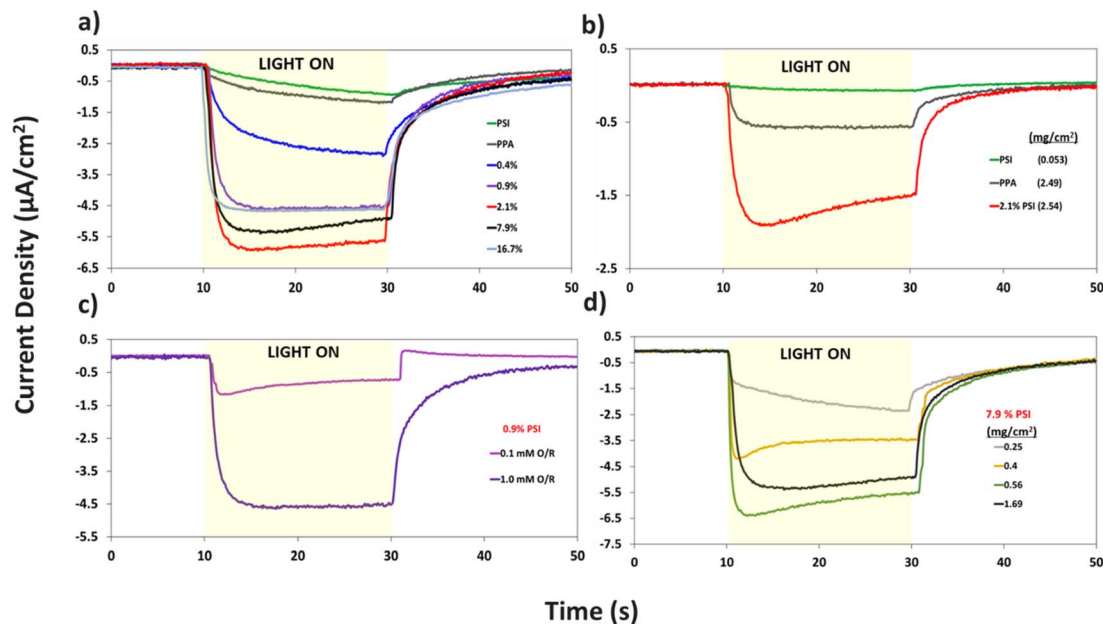 Current Density (µA/cm²)
a)
0.5
-0.5
-1.5
-2.5
-3.5
-4.5
-5.5
-6.5
LIGHT ON
PSI
PPA
0.4%
0.9%
2.1%
7.9%
16.7%
0 10 20 30 40 50
b)
0.5
-0.5
-1.5
-2.5
LIGHT ON
(mg/cm²)
PSI (0.053)
PPA (2.49)
2.1% PSI (2.54)
0 10 20 30 40 50
c)
0.5
-0.5
-1.5
-2.5
-3.5
-4.5
-5.5
LIGHT ON
0.9% PSI
0.1 mM O/R
1.0 mM O/R
0 10 20 30 40 50
d)
0.5
-0.5
-1.5
-2.5
-3.5
-4.5
-5.5
-6.5
-7.5
LIGHT ON
7.9 % PSI
(mg/cm²)
0.25
0.4
0.56
1.69
0 10 20 30 40 50
Time (s)